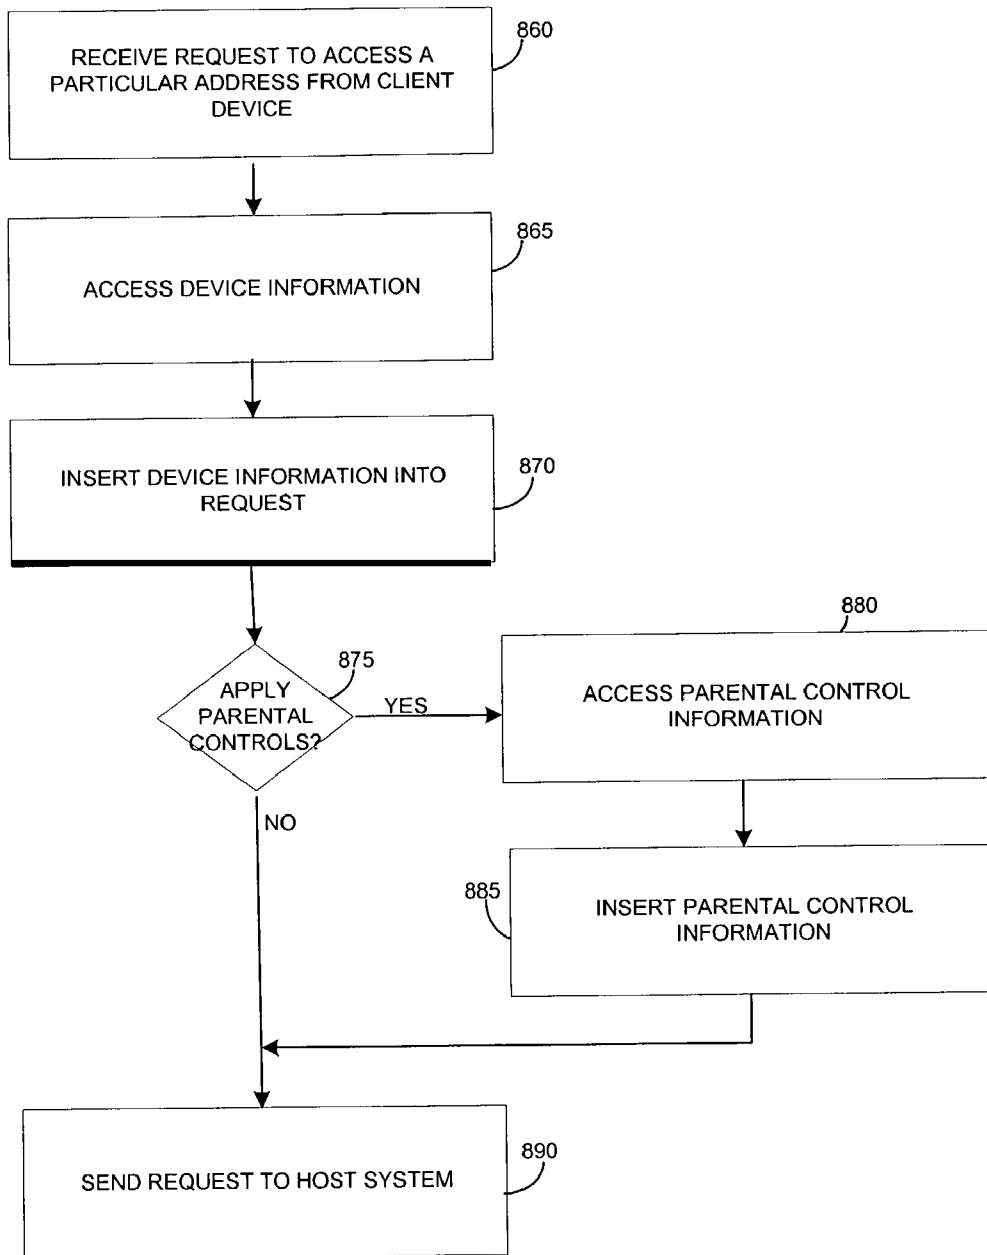 860
RECEIVE REQUEST TO ACCESS A
PARTICULAR ADDRESS FROM CLIENT
DEVICE
865
ACCESS DEVICE INFORMATION
870
INSERT DEVICE INFORMATION INTO
REQUEST
875
APPLY
PARENTAL
CONTROLS?
YES
880
ACCESS PARENTAL CONTROL
INFORMATION
NO
885
INSERT PARENTAL CONTROL
INFORMATION
890
SEND REQUEST TO HOST SYSTEM